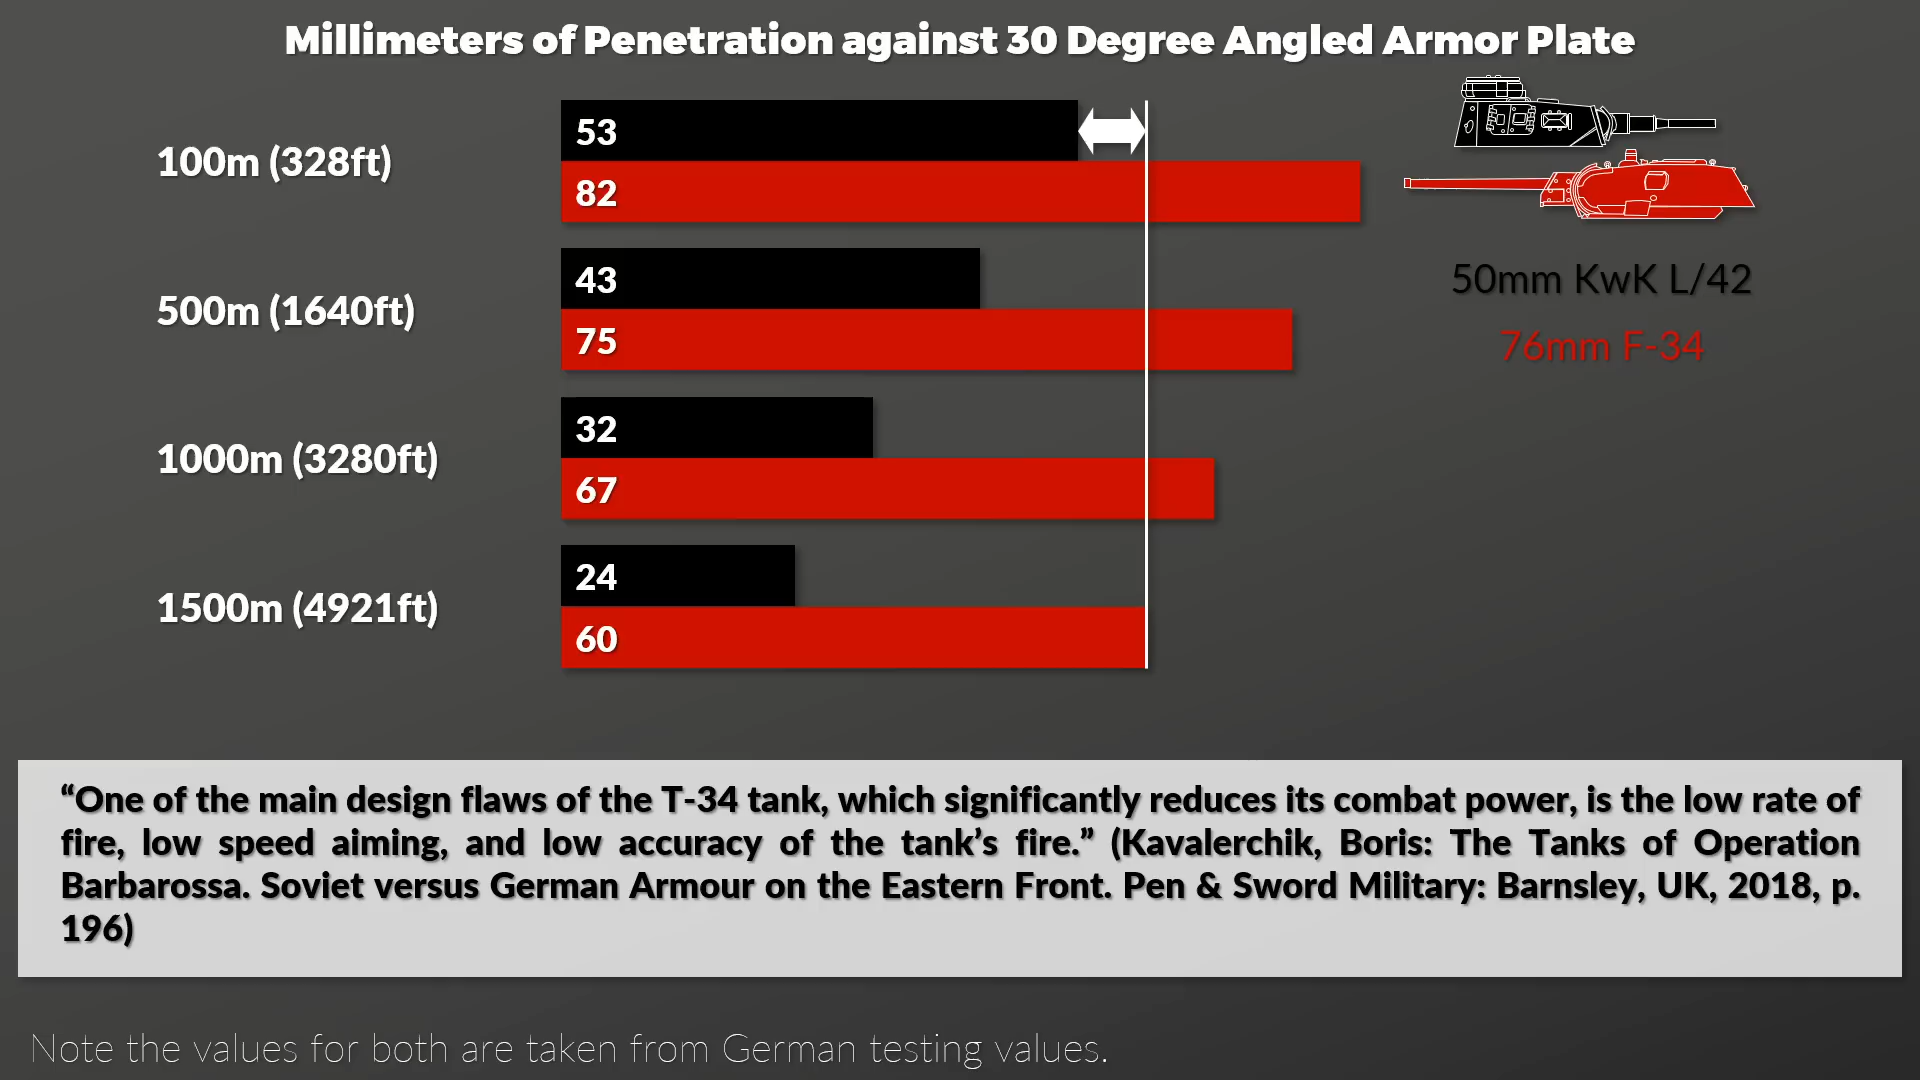 Millimeters of Penetration against 30 Degree Angled Armor Plate
100m (328ft)
53
82
500m (1640ft)
43
75
1000m (3280ft)
32
67
1500m (4921ft)
24
60
50mm KwK L/42
76mm F-34
“One of the main design flaws of the T-34 tank, which significantly reduces its combat power, is the low rate of
fire, low speed aiming, and low accuracy of the tank’s fire.” (Kavalerchik, Boris: The Tanks of Operation
Barbarossa. Soviet versus German Armour on the Eastern Front. Pen & Sword Military: Barnsley, UK, 2018, p.
196)
Note the values for both are taken from German testing values.